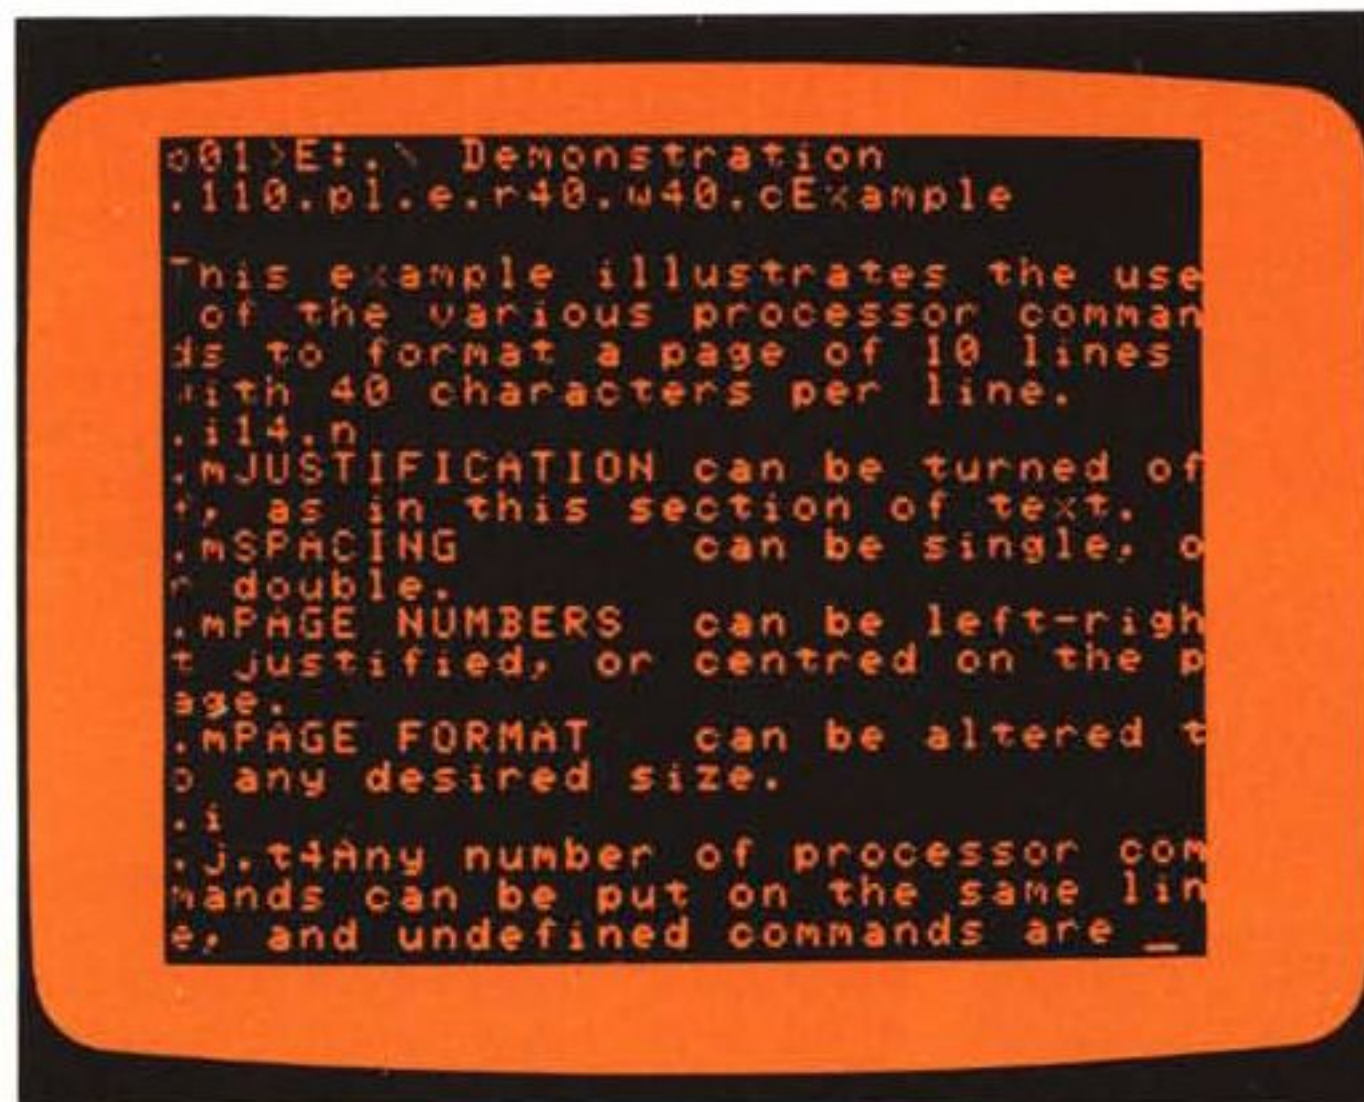 p01>E:.\ Demonstration
.l10.pl.e.r40.w40.cExample
This example illustrates the use
of the various processor comman
ds to format a page of 10 lines
with 40 characters per line.
.i14.n
.mJUSTIFICATION can be turned of
f, as in this section of text.
.mSPACING can be single, o
r double.
.mPAGE NUMBERS can be left-righ
t justified, or centred on the p
age.
.mPAGE FORMAT can be altered t
o any desired size.
.i
.j.t4Any number of processor com
mands can be put on the same lin
e, and undefined commands are _